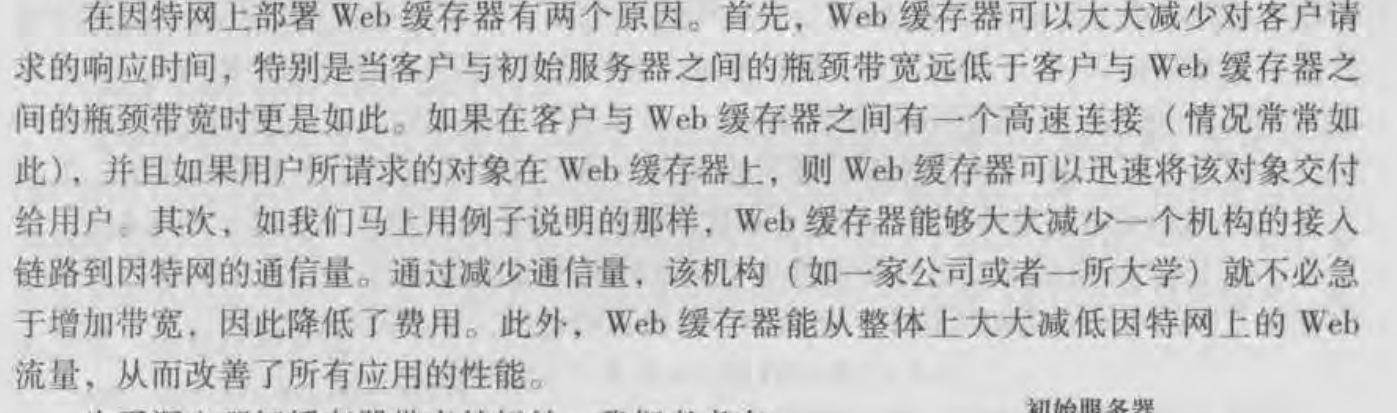 在因特网上部署 Web 缓存器有两个原因。首先，Web 缓存器可以大大减少对客户请
求的响应时间，特别是当客户与初始服务器之间的瓶颈带宽远低于客户与 Web 缓存器之
间的瓶颈带宽时更是如此。如果在客户与 Web 缓存器之间有一个高速连接（情况常常如
此），并且如果用户所请求的对象在 Web 缓存器上，则 Web 缓存器可以迅速将该对象交付
给用户。其次，如我们马上用例子说明的那样，Web 缓存器能够大大减少一个机构的接入
链路到因特网的通信量。通过减少通信量，该机构（如一家公司或者一所大学）就不必急
于增加带宽，因此降低了费用。此外，Web 缓存器能从整体上大大减低因特网上的 Web
流量，从而改善了所有应用的性能。
初始服务器